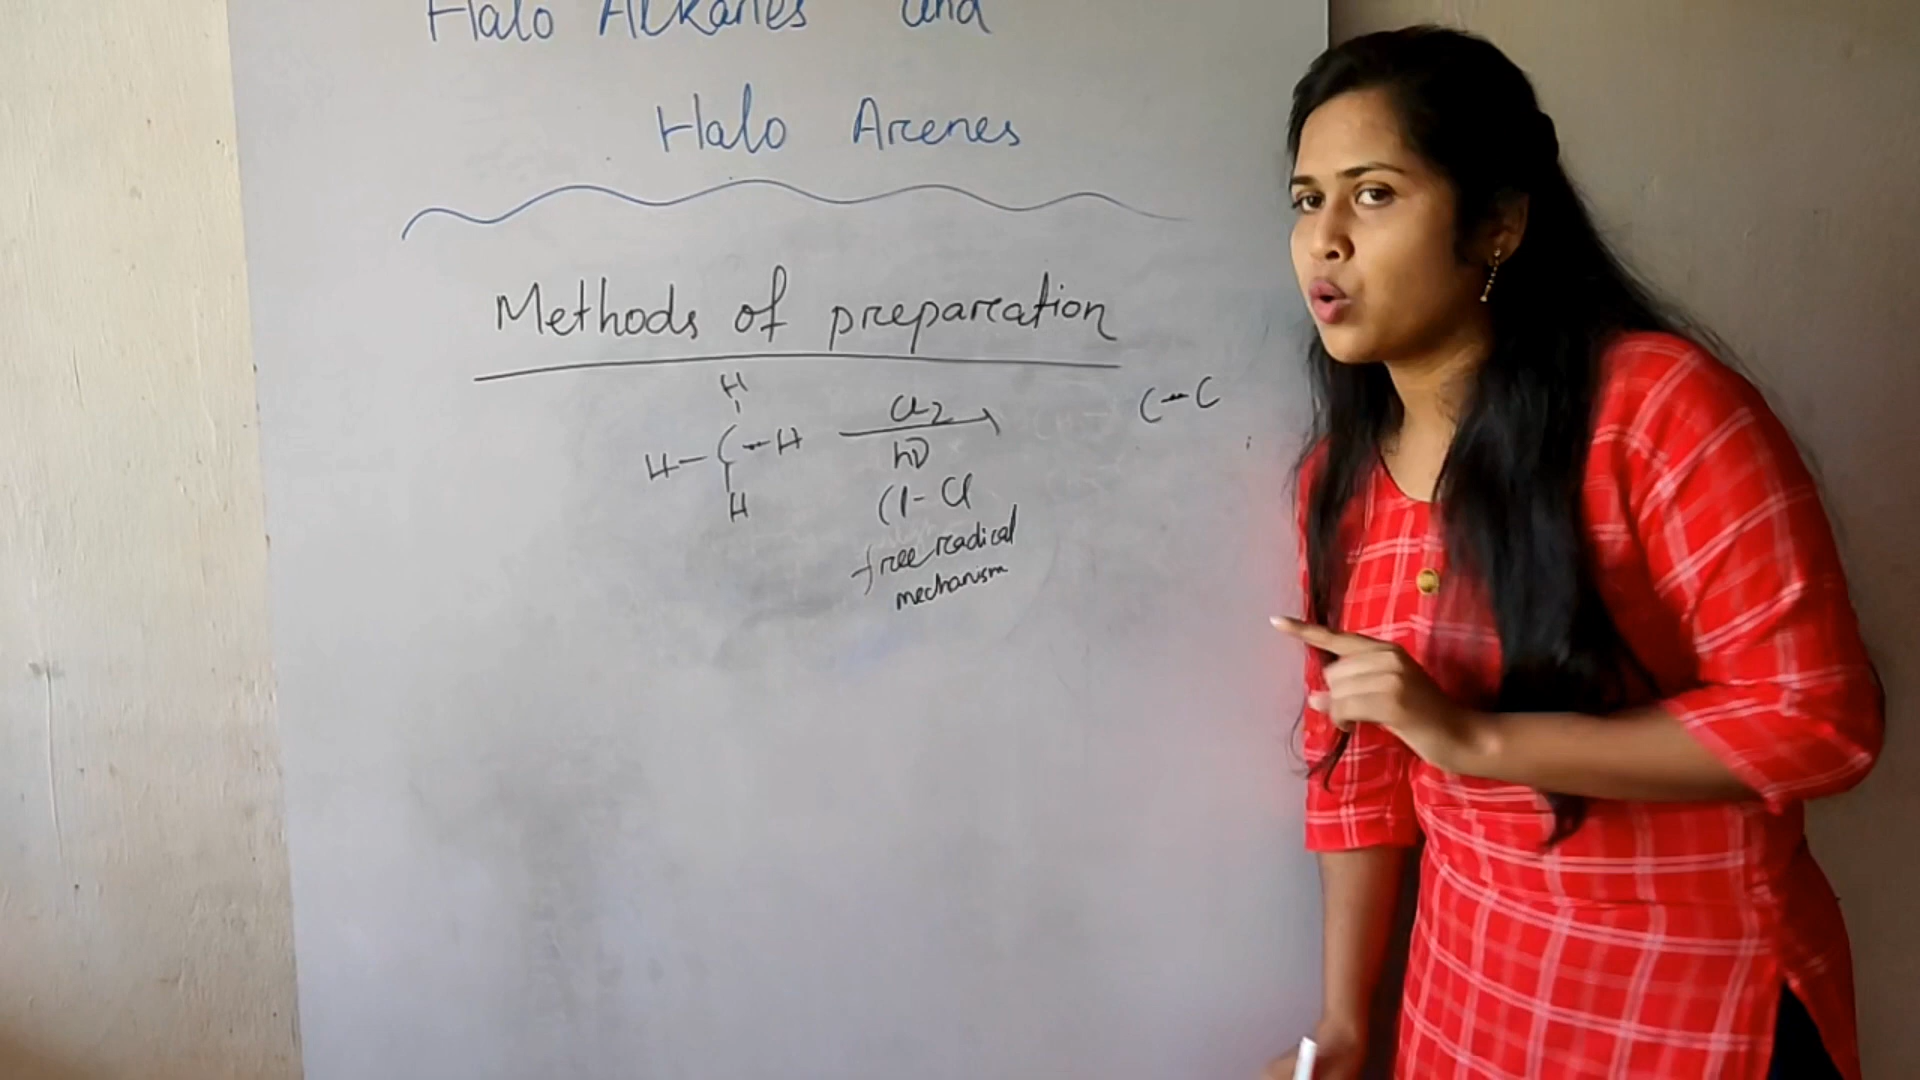 Halo Alkanes and
Halo Arenes
Methods of preparation
H
H-C-H
H
Cl2
hν
Cl-Cl
free radical
mechanism
C-C